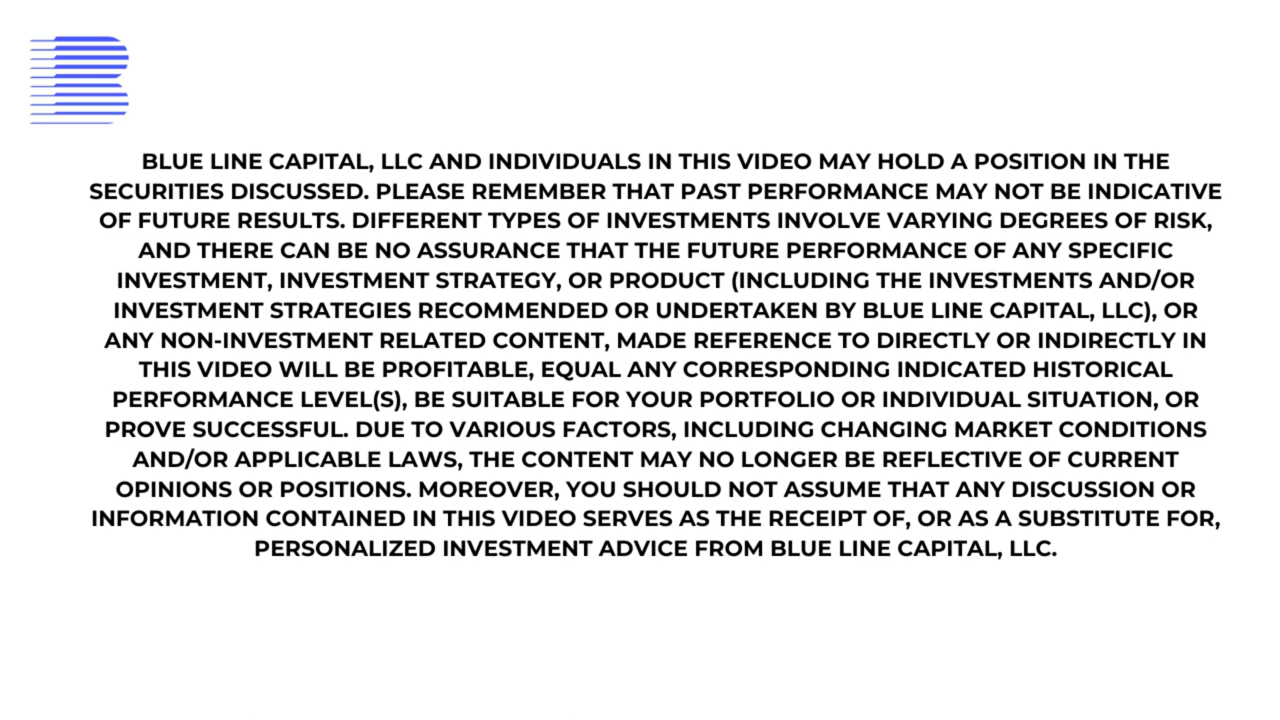 BLUE LINE CAPITAL, LLC AND INDIVIDUALS IN THIS VIDEO MAY HOLD A POSITION IN THE
SECURITIES DISCUSSED. PLEASE REMEMBER THAT PAST PERFORMANCE MAY NOT BE INDICATIVE
OF FUTURE RESULTS. DIFFERENT TYPES OF INVESTMENTS INVOLVE VARYING DEGREES OF RISK,
AND THERE CAN BE NO ASSURANCE THAT THE FUTURE PERFORMANCE OF ANY SPECIFIC
INVESTMENT, INVESTMENT STRATEGY, OR PRODUCT (INCLUDING THE INVESTMENTS AND/OR
INVESTMENT STRATEGIES RECOMMENDED OR UNDERTAKEN BY BLUE LINE CAPITAL, LLC), OR
ANY NON-INVESTMENT RELATED CONTENT, MADE REFERENCE TO DIRECTLY OR INDIRECTLY IN
THIS VIDEO WILL BE PROFITABLE, EQUAL ANY CORRESPONDING INDICATED HISTORICAL
PERFORMANCE LEVEL(S), BE SUITABLE FOR YOUR PORTFOLIO OR INDIVIDUAL SITUATION, OR
PROVE SUCCESSFUL. DUE TO VARIOUS FACTORS, INCLUDING CHANGING MARKET CONDITIONS
AND/OR APPLICABLE LAWS, THE CONTENT MAY NO LONGER BE REFLECTIVE OF CURRENT
OPINIONS OR POSITIONS. MOREOVER, YOU SHOULD NOT ASSUME THAT ANY DISCUSSION OR
INFORMATION CONTAINED IN THIS VIDEO SERVES AS THE RECEIPT OF, OR AS A SUBSTITUTE FOR,
PERSONALIZED INVESTMENT ADVICE FROM BLUE LINE CAPITAL, LLC.